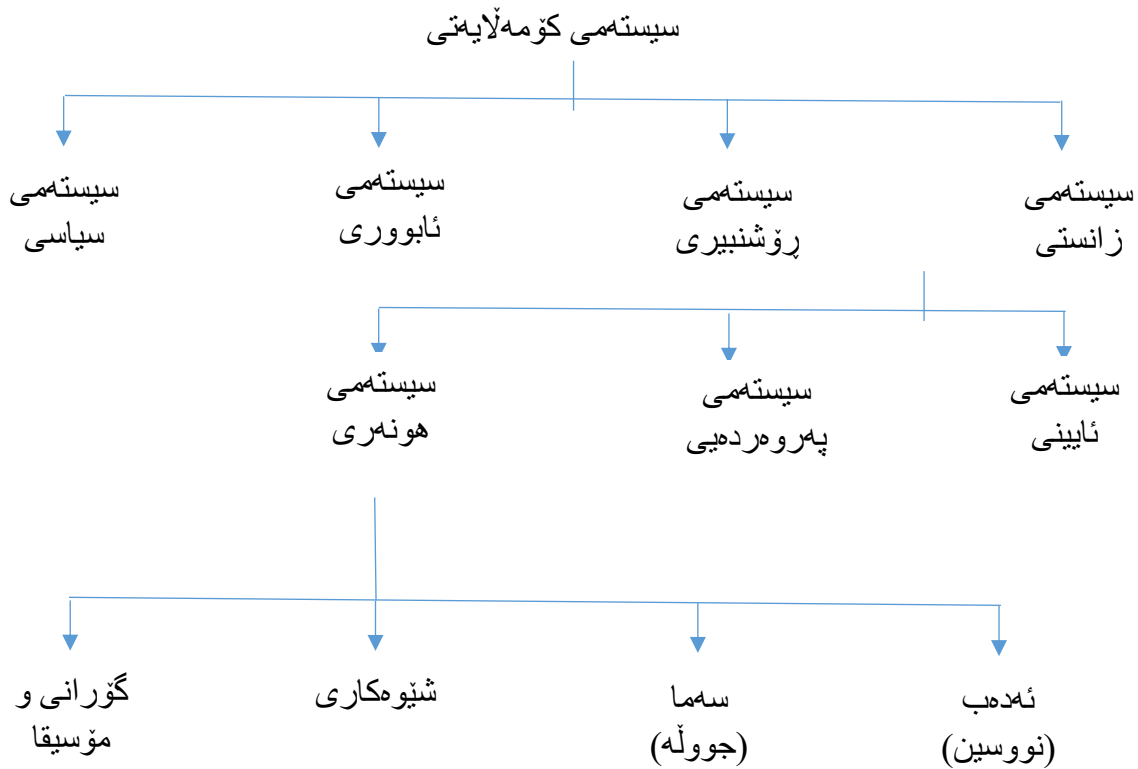 سیستەمی کۆمەڵایەتی
سیستەمی
زانستی
سیستەمی
ڕۆشنبیری
سیستەمی
ئابووری
سیستەمی
سیاسی
سیستەمی
ئایینی
سیستەمی
پەروەردەیی
سیستەمی
هونەری
ئەدەب
(نووسین)
سەما
(جووڵە)
شێوەکاری
گۆرانی و
مۆسیقا